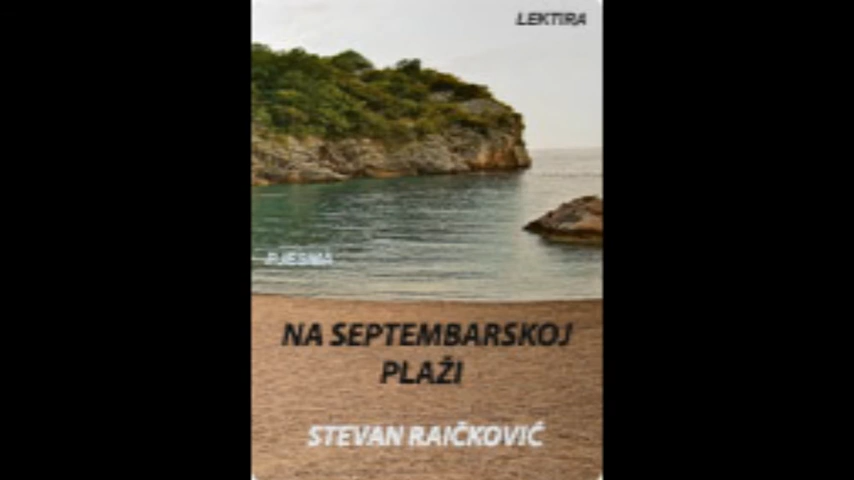 LEKTIRA
PJESMA
NA SEPTEMBARSKOJ
PLAŽI
STEVAN RAIČKOVIĆ